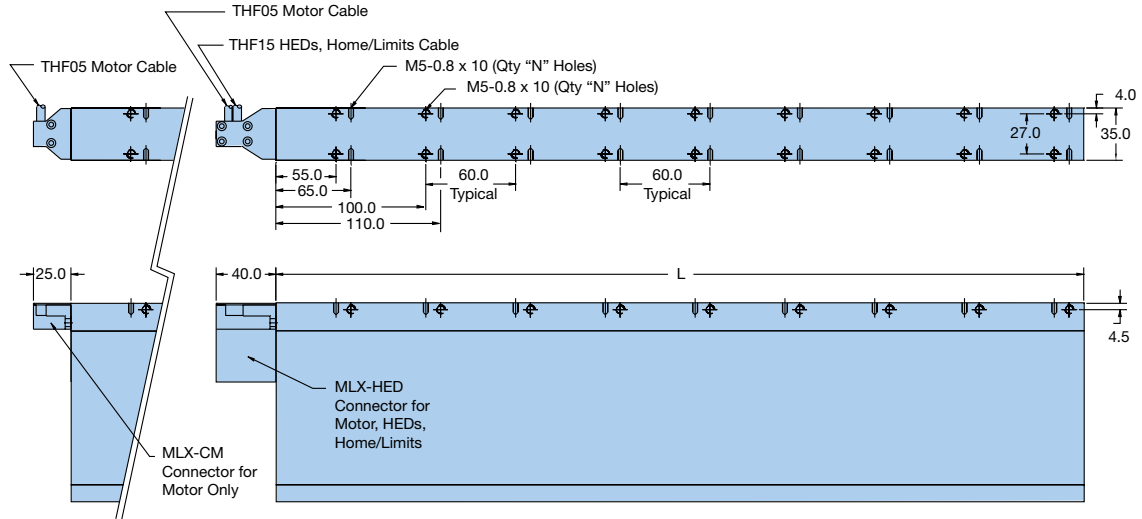 THF05 Motor Cable
THF15 HEDs, Home/Limits Cable
THF05 Motor Cable
M5-0.8 x 10 (Qty “N” Holes)
M5-0.8 x 10 (Qty “N” Holes)
4.0
27.0
35.0
55.0
65.0
100.0
110.0
60.0
Typical
60.0
Typical
25.0
40.0
L
4.5
MLX-HED
Connector for
Motor, HEDs,
Home/Limits
MLX-CM
Connector for
Motor Only